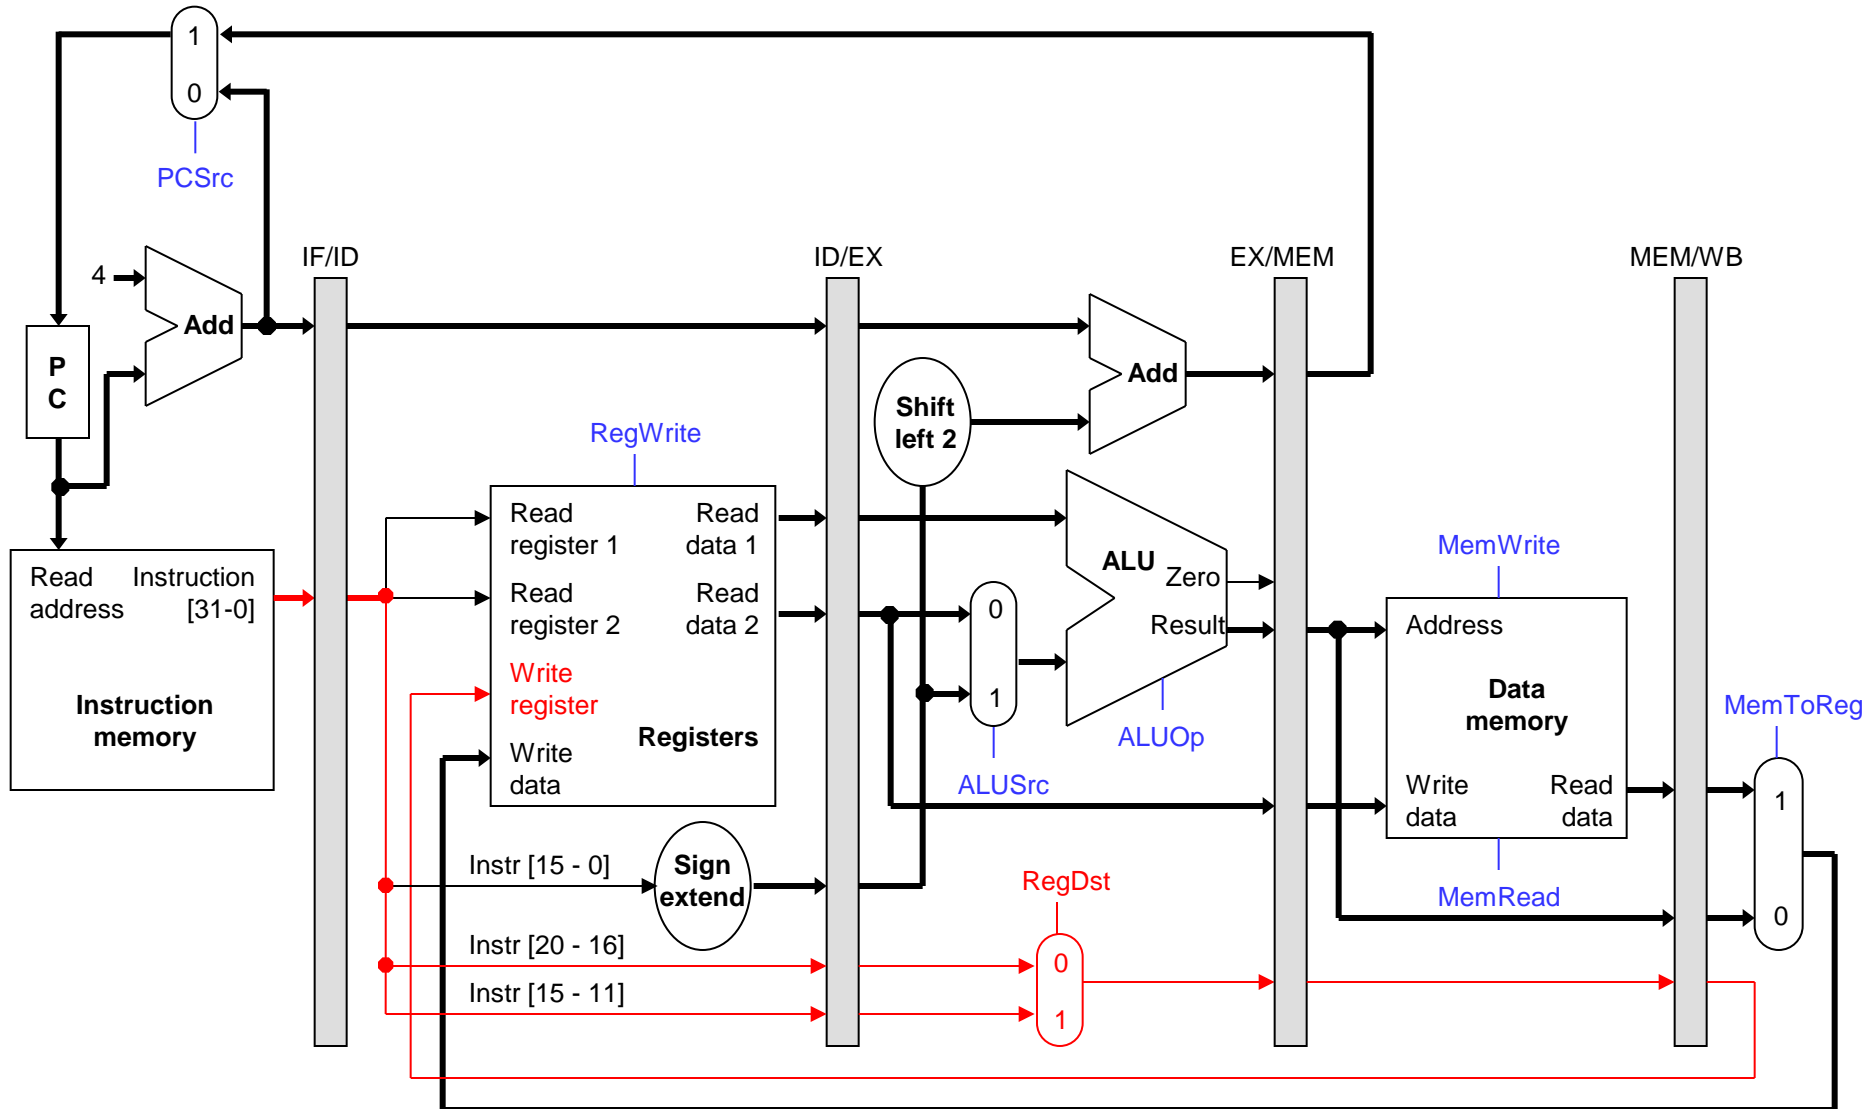 1
0
PCSrc
IF/ID
ID/EX
EX/MEM
MEM/WB
4
Add
P
C
Add
Shift
left 2
RegWrite
Read
address
Instruction
[31-0]
Instruction
memory
Read
register 1
Read
data 1
Read
register 2
Read
data 2
Write
register
Write
data
Registers
0
1
ALUSrc
ALU
Zero
Result
ALUOp
MemWrite
Address
Data
memory
Write
data
Read
data
MemRead
MemToReg
1
0
Instr [15 - 0]
Sign
extend
Instr [20 - 16]
Instr [15 - 11]
RegDst
0
1